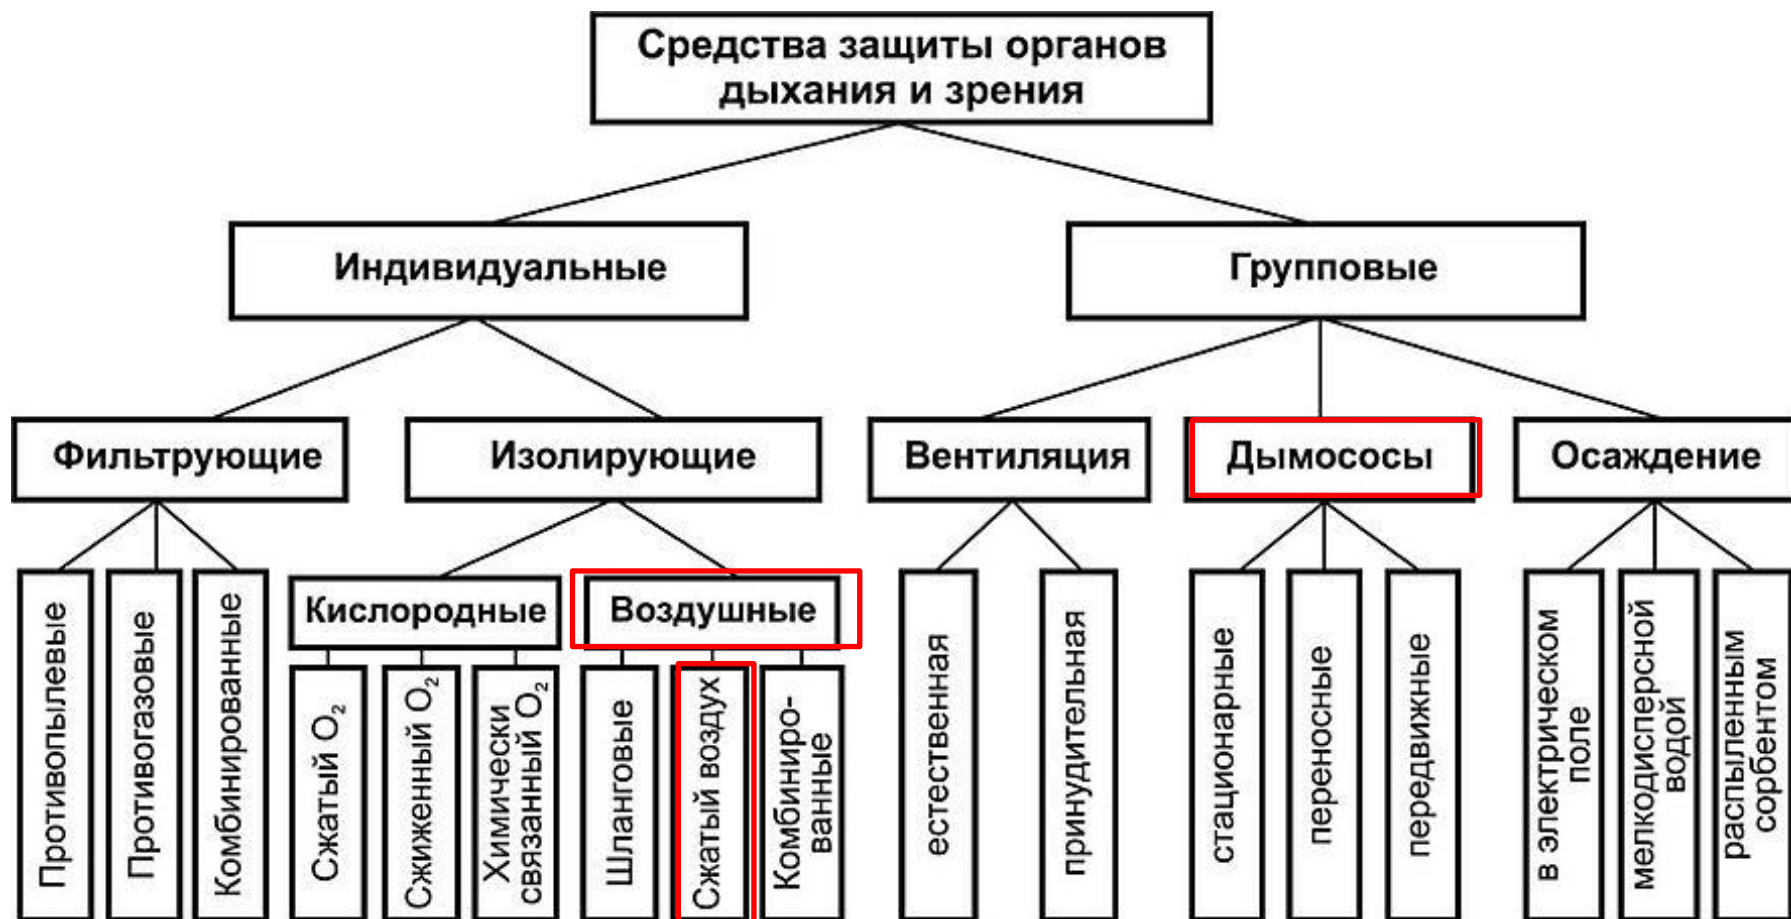 Средства защиты органов
дыхания и зрения
Индивидуальные
Групповые
Фильтрующие
Изолирующие
Вентиляция
Дымососы
Осаждение
Кислородные
Воздушные
Противопылевые
Противогазовые
Комбинированные
Сжатый O₂
Сжиженный O₂
Химически
связанный O₂
Шланговые
Сжатый воздух
Комбиниро-
ванные
естественная
принудительная
стационарные
переносные
передвижные
в электрическом
поле
мелкодисперсной
водой
распыленным
сорбентом